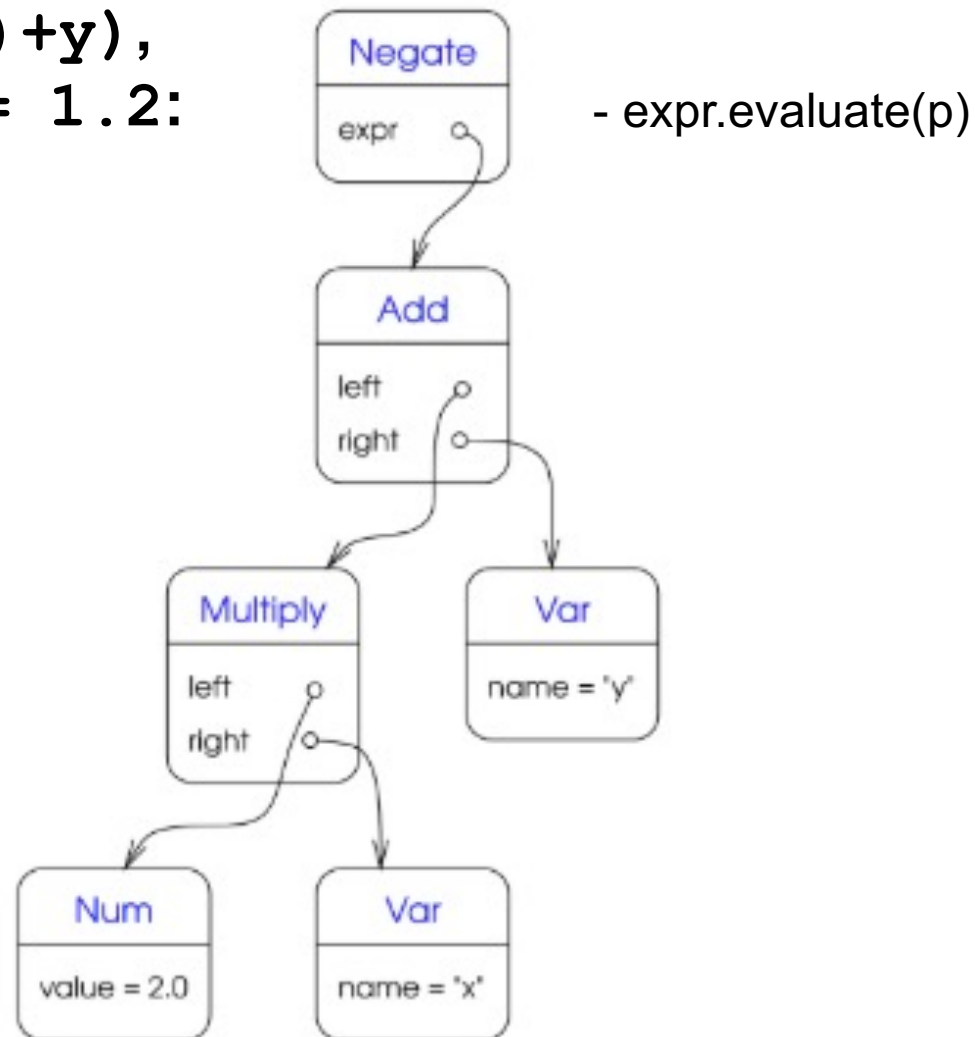 )+y),
= 1.2:
Negate
expr
- expr.evaluate(p)
Add
left
right
Multiply
left
right
Var
name = "y"
Num
value = 2.0
Var
name = "x"